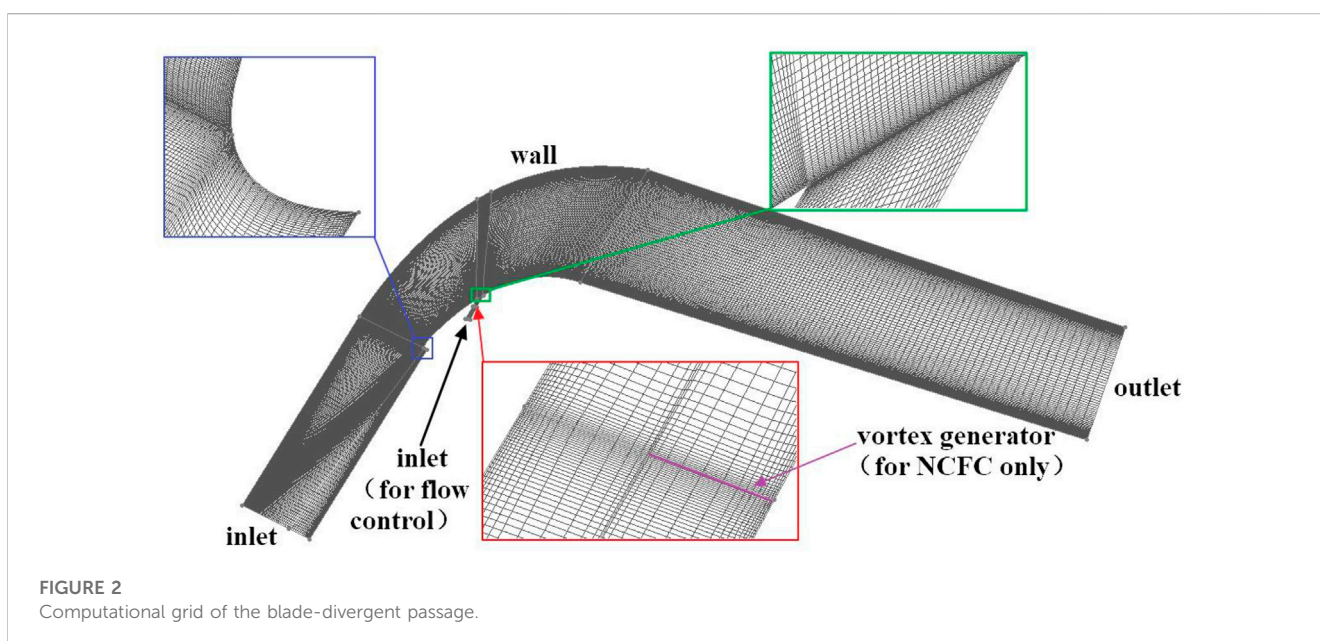 wall
outlet
vortex generator
（for NCFC only）
inlet
（for flow
control）
inlet
FIGURE 2
Computational grid of the blade-divergent passage.